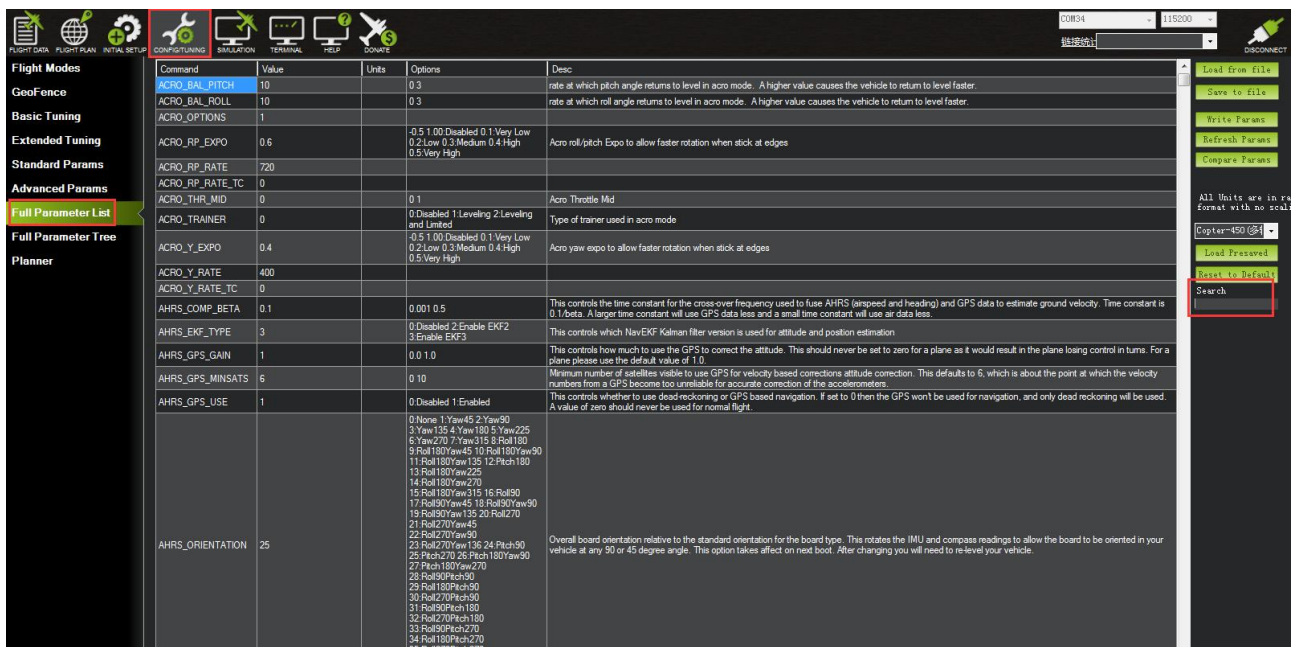 FLIGHT DATA FLIGHT PLAN INITIAL SETUP CONFIG/TUNING SIMULATION TERMINAL HELP DONATE
COM34 115200
链接统计
DISCONNECT
Flight Modes
GeoFence
Basic Tuning
Extended Tuning
Standard Params
Advanced Params
Full Parameter List
Full Parameter Tree
Planner
Command Value Units Options Desc
ACRO_BAL_PITCH 10 0 3 rate at which pitch angle returns to level in acro mode. A higher value causes the vehicle to return to level faster.
ACRO_BAL_ROLL 10 0 3 rate at which roll angle returns to level in acro mode. A higher value causes the vehicle to return to level faster.
ACRO_OPTIONS 1
ACRO_RP_EXPO 0.6 -0.5 1.00:Disabled 0.1:Very Low
0.2:Low 0.3:Medium 0.4:High
0.5:Very High
Acro roll/pitch Expo to allow faster rotation when stick at edges
ACRO_RP_RATE 720
ACRO_RP_RATE_TC 0
ACRO_THR_MID 0 0 1 Acro Throttle Mid
ACRO_TRAINER 0 0:Disabled 1:Leveling 2:Leveling
and Limited
Type of trainer used in acro mode
ACRO_Y_EXPO 0.4 -0.5 1.00:Disabled 0.1:Very Low
0.2:Low 0.3:Medium 0.4:High
0.5:Very High
Acro yaw expo to allow faster rotation when stick at edges
ACRO_Y_RATE 400
ACRO_Y_RATE_TC 0
AHRS_COMP_BETA 0.1 0.001 0.5 This controls the time constant for the cross-over frequency used to fuse AHRS (airspeed and heading) and GPS data to estimate ground velocity. Time constant is
0.1/beta. A larger time constant will use GPS data less and a small time constant will use air data less.
AHRS_EKF_TYPE 3 0:Disabled 2:Enable EKF2
3:Enable EKF3
This controls which NavEKF Kalman filter version is used for attitude and position estimation
AHRS_GPS_GAIN 1 0.0 1.0 This controls how much to use the GPS to correct the attitude. This should never be set to zero for a plane as it would result in the plane losing control in turns. For a
plane please use the default value of 1.0.
AHRS_GPS_MINSATS 6 0 10 Minimum number of satellites visible to use GPS for velocity based corrections attitude correction. This defaults to 6, which is about the point at which the velocity
numbers from a GPS become too unreliable for accurate correction of the accelerometers.
AHRS_GPS_USE 1 0:Disabled 1:Enabled This controls whether to use dead-reckoning or GPS based navigation. If set to 0 then the GPS won't be used for navigation, and only dead reckoning will be used.
A value of zero should never be used for normal flight.
AHRS_ORIENTATION 25
0:None 1:Yaw45 2:Yaw90
3:Yaw135 4:Yaw180 5:Yaw225
6:Yaw270 7:Yaw315 8:Roll180
9:Roll180Yaw45 10:Roll180Yaw90
11:Roll180Yaw135 12:Pitch180
13:Roll180Yaw225
14:Roll180Yaw270
15:Roll180Yaw315 16:Roll90
17:Roll90Yaw45 18:Roll90Yaw90
19:Roll90Yaw135 20:Roll270
21:Roll270Yaw45
22:Roll270Yaw90
23:Roll270Yaw136 24:Pitch90
25:Pitch270 26:Pitch180Yaw90
27:Pitch180Yaw270
28:Roll90Pitch90
29:Roll180Pitch90
30:Roll270Pitch90
31:Roll90Pitch180
32:Roll270Pitch180
33:Roll90Pitch270
34:Roll180Pitch270
Overall board orientation relative to the standard orientation for the board type. This rotates the IMU and compass readings to allow the board to be oriented in your
vehicle at any 90 or 45 degree angle. This option takes affect on next boot. After changing you will need to re-level your vehicle.
Load from file
Save to file
Write Params
Refresh Params
Compare Params
All Units are in ra
format with no scali
Copter-450
Load Presaved
Reset to Default
Search